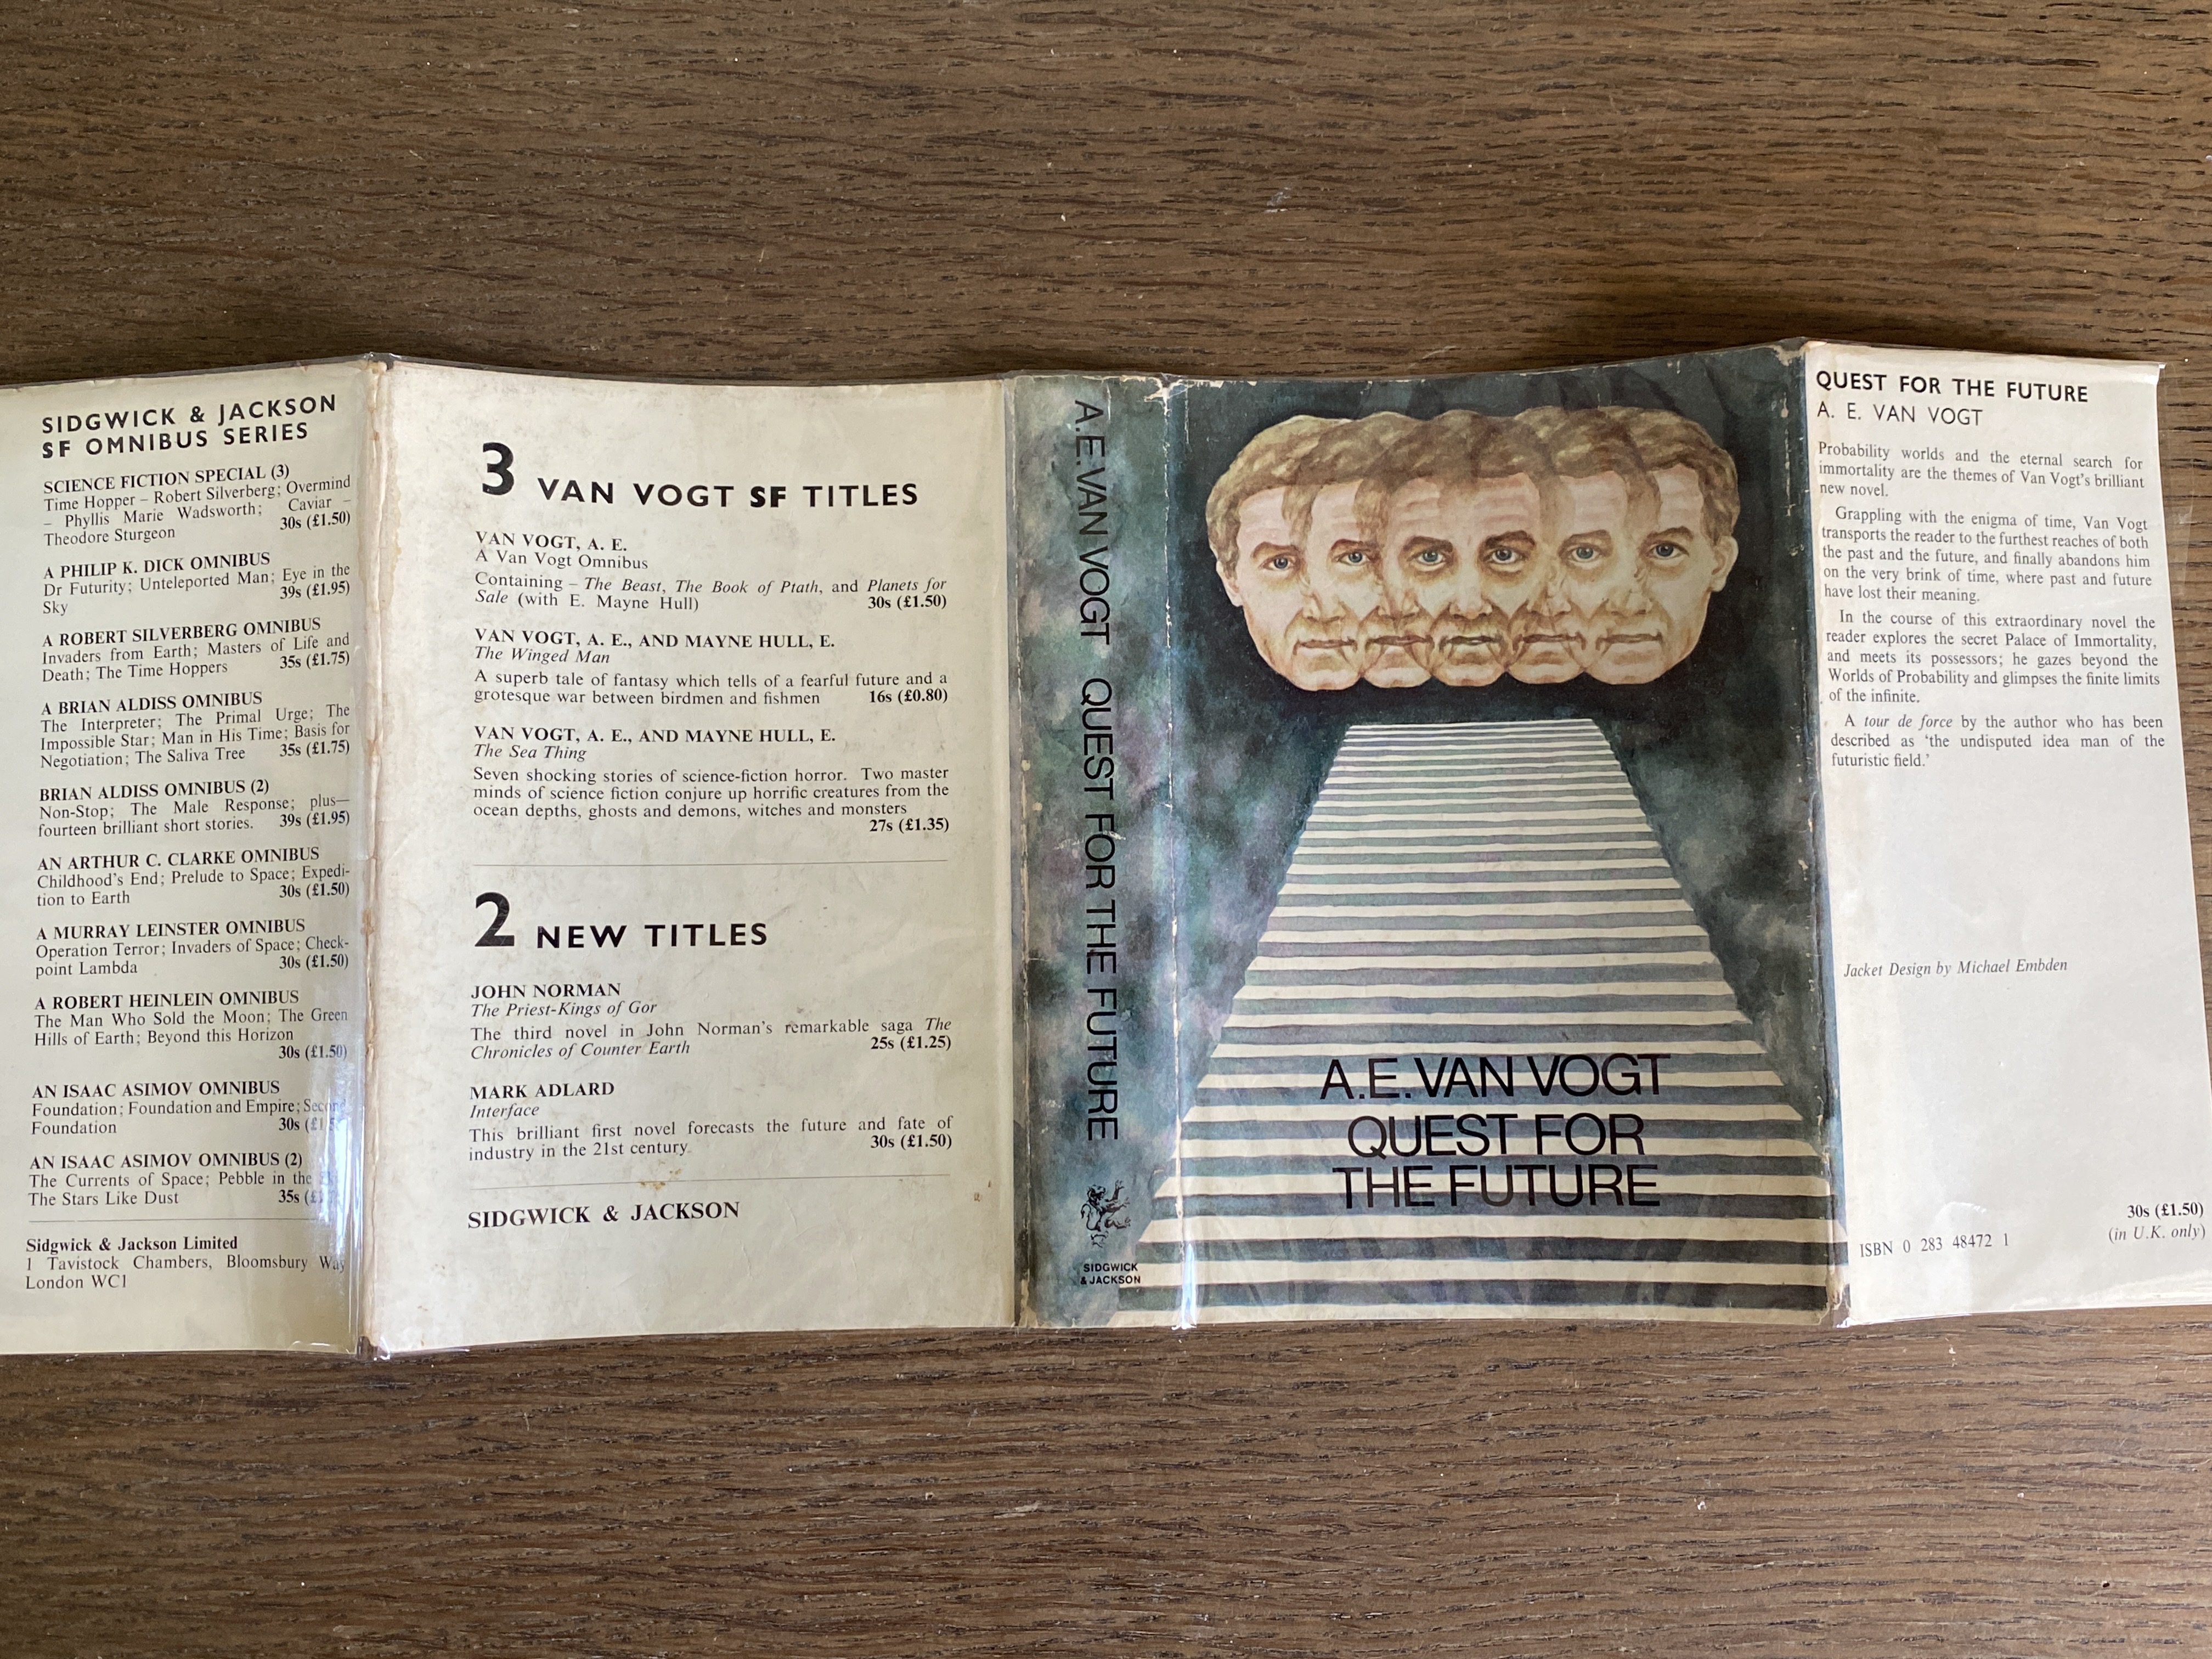 SIDGWICK & JACKSON
SF OMNIBUS SERIES
SCIENCE FICTION SPECIAL (3)
Time Hopper – Robert Silverberg; Overmind
– Phyllis Marie Wadsworth; Caviar –
Theodore Sturgeon 30s (£1.50)
A PHILIP K. DICK OMNIBUS
Dr Futurity; Unteleported Man; Eye in the
Sky 39s (£1.95)
A ROBERT SILVERBERG OMNIBUS
Invaders from Earth; Masters of Life and
Death; The Time Hoppers 35s (£1.75)
A BRIAN ALDISS OMNIBUS
The Interpreter; The Primal Urge; The
Impossible Star; Man in His Time; Basis for
Negotiation; The Saliva Tree 35s (£1.75)
BRIAN ALDISS OMNIBUS (2)
Non-Stop; The Male Response; plus—
fourteen brilliant short stories. 39s (£1.95)
AN ARTHUR C. CLARKE OMNIBUS
Childhood's End; Prelude to Space; Expedi-
tion to Earth 30s (£1.50)
A MURRAY LEINSTER OMNIBUS
Operation Terror; Invaders of Space; Check-
point Lambda 30s (£1.50)
A ROBERT HEINLEIN OMNIBUS
The Man Who Sold the Moon; The Green
Hills of Earth; Beyond this Horizon
30s (£1.50)
AN ISAAC ASIMOV OMNIBUS
Foundation; Foundation and Empire; Second
Foundation 30s
AN ISAAC ASIMOV OMNIBUS (2)
The Currents of Space; Pebble in the
The Stars Like Dust 35s
Sidgwick & Jackson Limited
1 Tavistock Chambers, Bloomsbury Way
London WC1
3 VAN VOGT SF TITLES
VAN VOGT, A. E.
A Van Vogt Omnibus
Containing – The Beast, The Book of Ptath, and Planets for
Sale (with E. Mayne Hull) 30s (£1.50)
VAN VOGT, A. E., AND MAYNE HULL, E.
The Winged Man
A superb tale of fantasy which tells of a fearful future and a
grotesque war between birdmen and fishmen 16s (£0.80)
VAN VOGT, A. E., AND MAYNE HULL, E.
The Sea Thing
Seven shocking stories of science-fiction horror. Two master
minds of science fiction conjure up horrific creatures from the
ocean depths, ghosts and demons, witches and monsters
27s (£1.35)
2 NEW TITLES
JOHN NORMAN
The Priest-Kings of Gor
The third novel in John Norman's remarkable saga The
Chronicles of Counter Earth 25s (£1.25)
MARK ADLARD
Interface
This brilliant first novel forecasts the future and fate of
industry in the 21st century 30s (£1.50)
SIDGWICK & JACKSON
A.E.VAN VOGT QUEST FOR THE FUTURE
SIDGWICK
& JACKSON
A.E.VAN VOGT
QUEST FOR
THE FUTURE
QUEST FOR THE FUTURE
A. E. VAN VOGT
Probability worlds and the eternal search for
immortality are the themes of Van Vogt's brilliant
new novel.
Grappling with the enigma of time, Van Vogt
transports the reader to the furthest reaches of both
the past and the future, and finally abandons him
on the very brink of time, where past and future
have lost their meaning.
In the course of this extraordinary novel the
reader explores the secret Palace of Immortality,
and meets its possessors; he gazes beyond the
Worlds of Probability and glimpses the finite limits
of the infinite.
A tour de force by the author who has been
described as 'the undisputed idea man of the
futuristic field.'
Jacket Design by Michael Embden
30s (£1.50)
(in U.K. only)
ISBN 0 283 48472 1